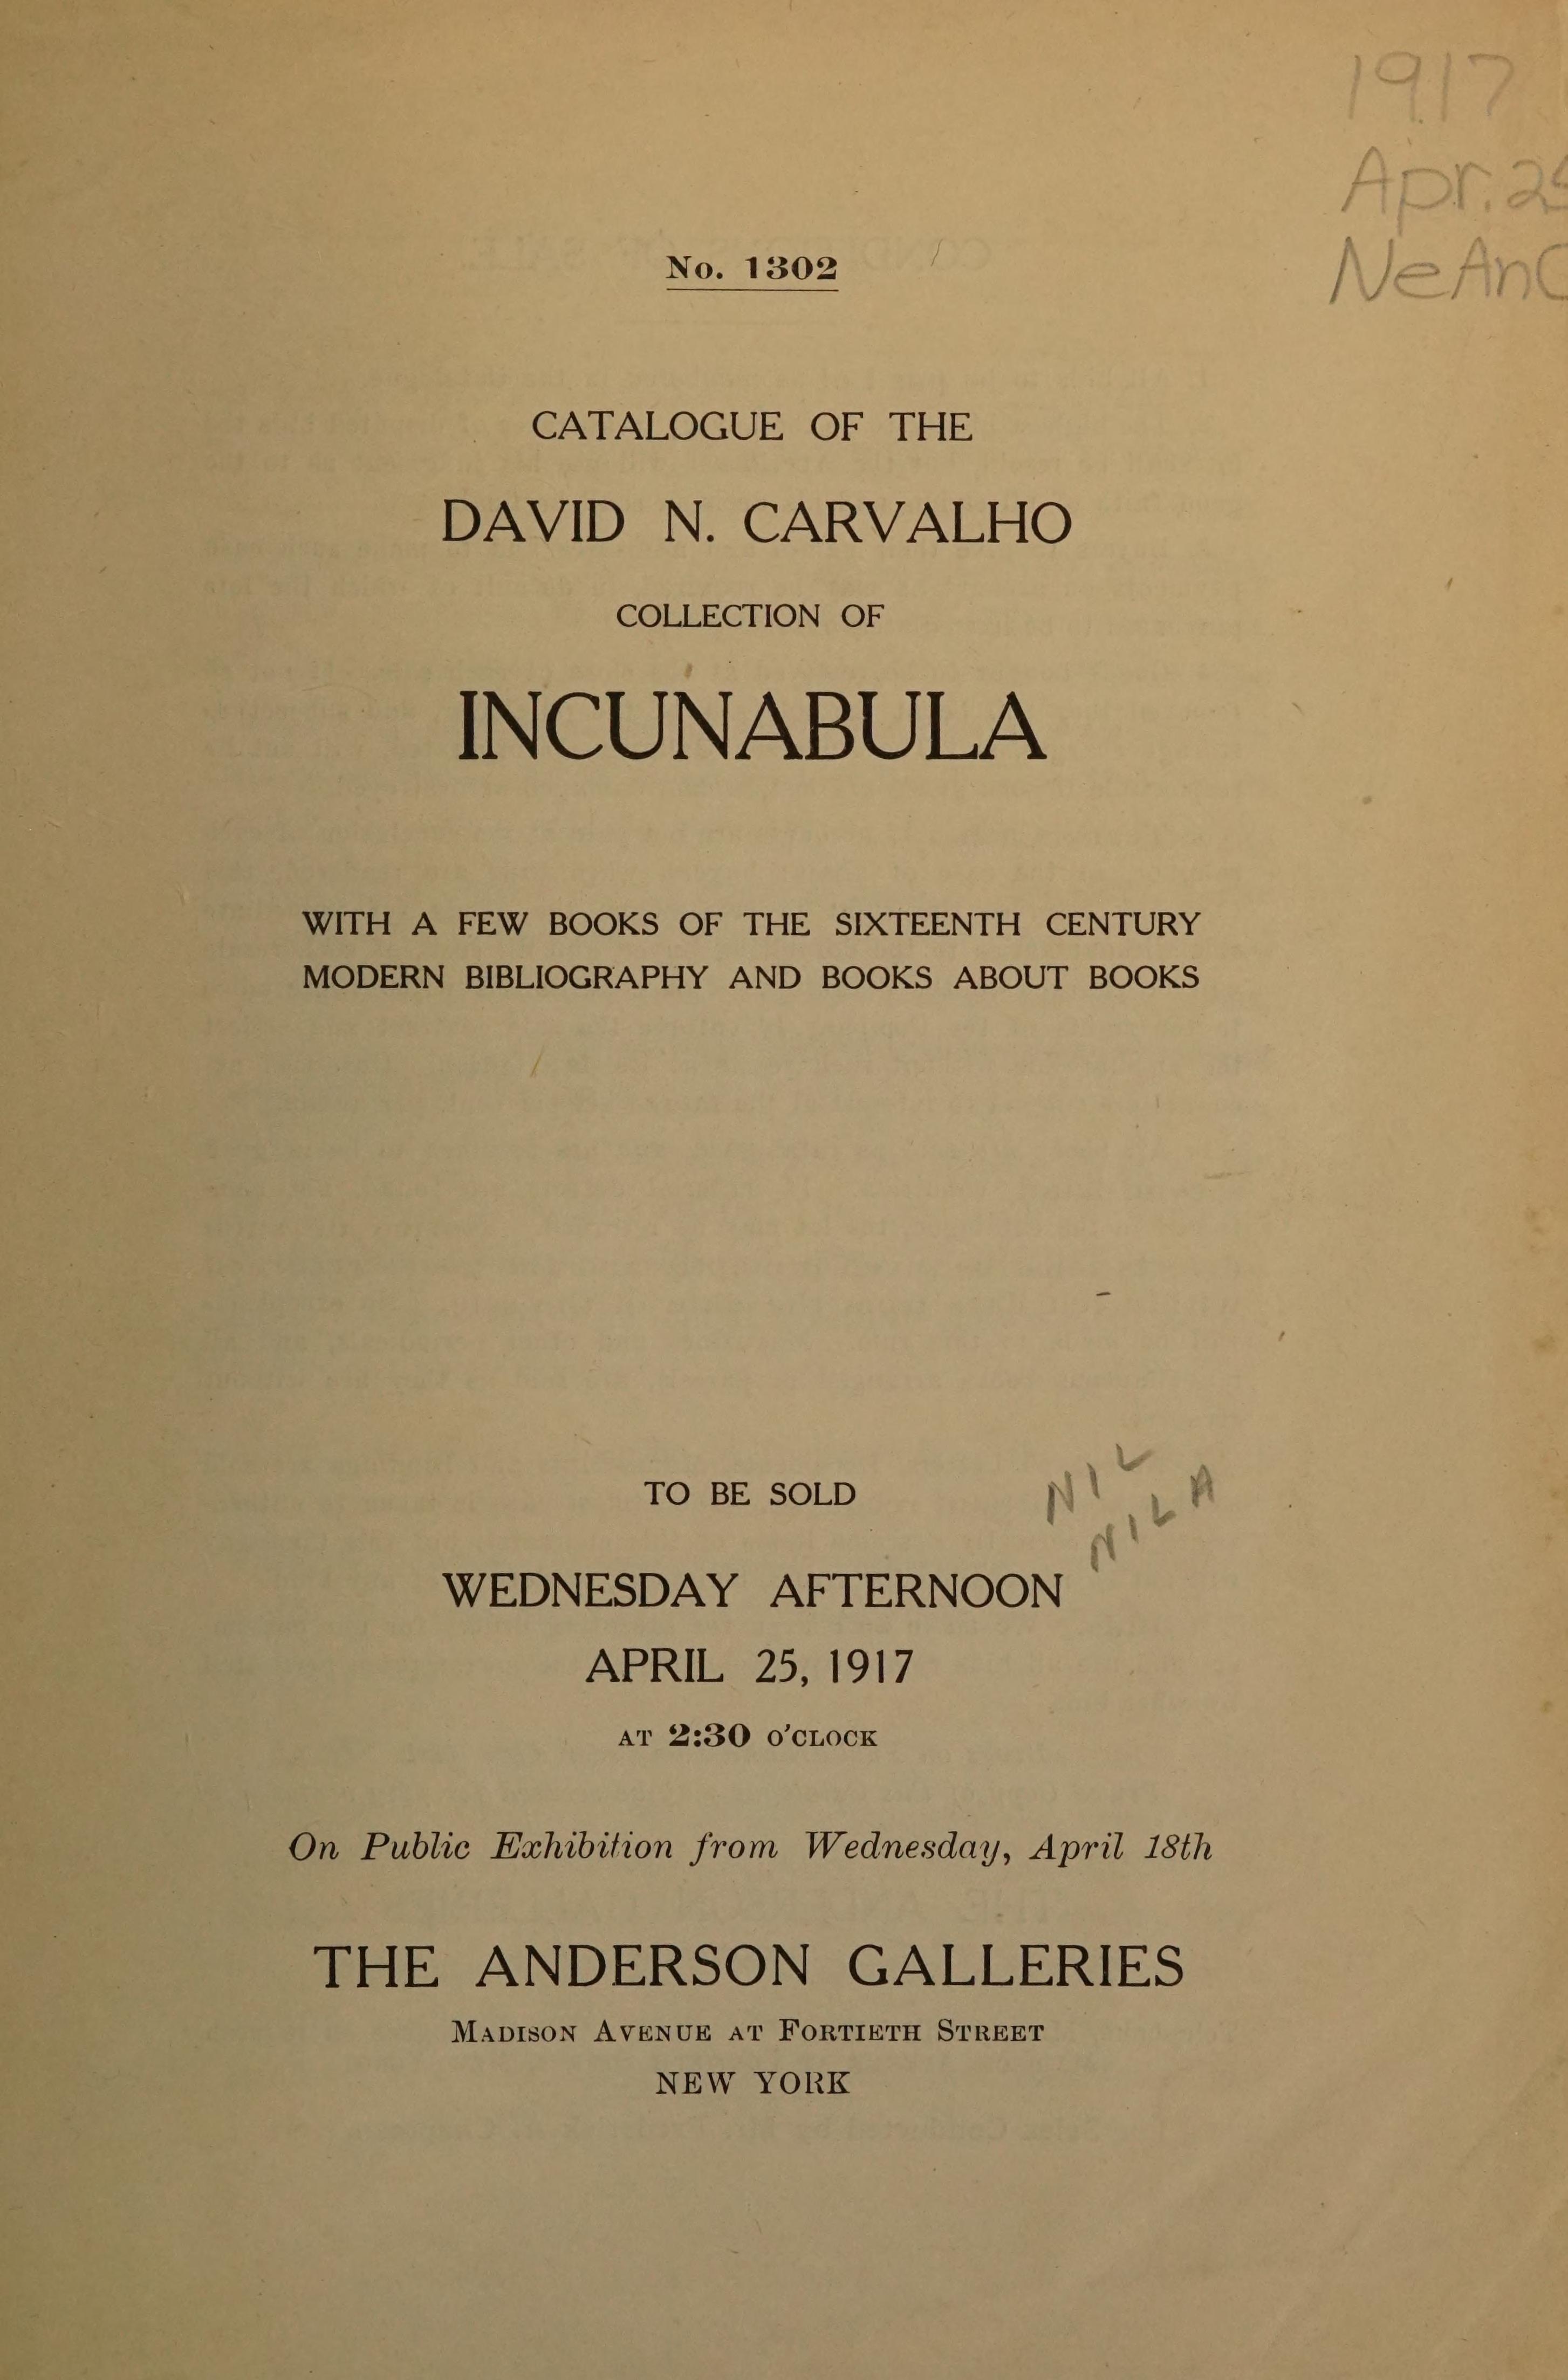 1917
Apr. 25
NeAnC
No. 1302
CATALOGUE OF THE
DAVID N. CARVALHO
COLLECTION OF
INCUNABULA
WITH A FEW BOOKS OF THE SIXTEENTH CENTURY
MODERN BIBLIOGRAPHY AND BOOKS ABOUT BOOKS
TO BE SOLD
NIL
NILA
WEDNESDAY AFTERNOON
APRIL 25, 1917
AT 2:30 O'CLOCK
On Public Exhibition from Wednesday, April 18th
THE ANDERSON GALLERIES
MADISON AVENUE AT FORTIETH STREET
NEW YORK